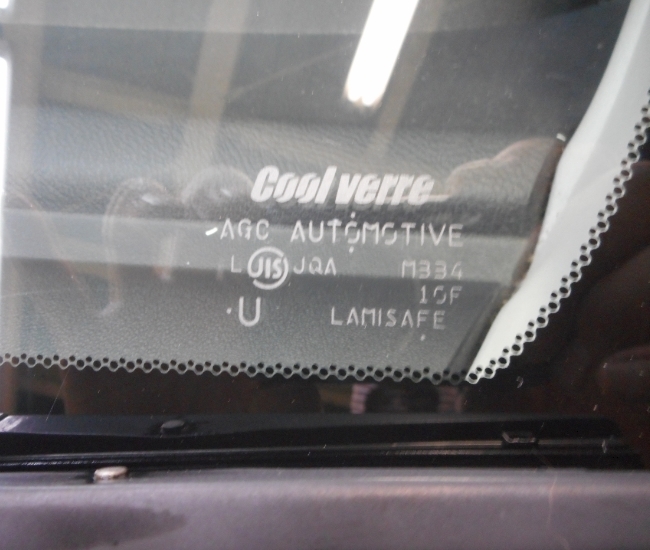 Cool verre
AGC AUTOMOTIVE
L JIS JQA M334
10F
U LAMISAFE